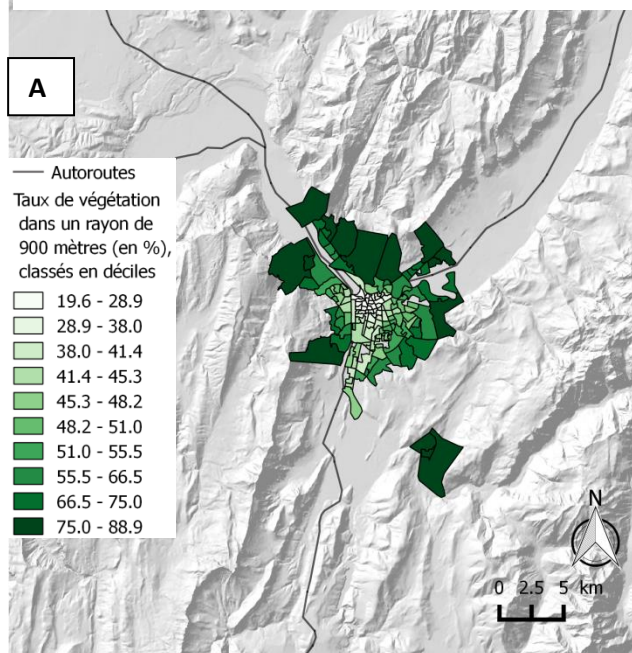 A
Autoroutes
Taux de végétation
dans un rayon de
900 mètres (en %),
classés en déciles
19.6 - 28.9
28.9 - 38.0
38.0 - 41.4
41.4 - 45.3
45.3 - 48.2
48.2 - 51.0
51.0 - 55.5
55.5 - 66.5
66.5 - 75.0
75.0 - 88.9
N
0 2.5 5 km